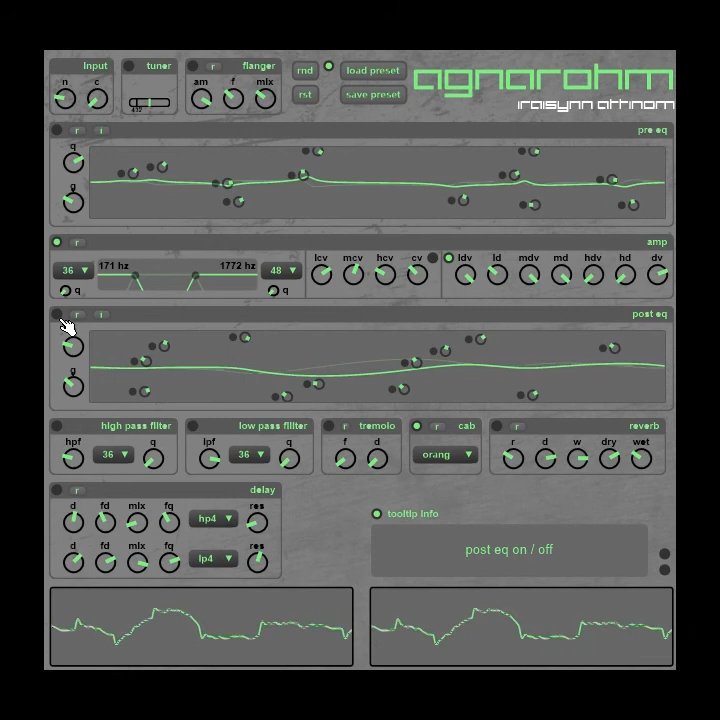 input
tuner
r flanger
rnd
load preset
agnarohm
n c
am f mix
rst
save preset
iraisynn attinom
r i pre eq
q
g
r amp
36 171 hz 1772 hz 48
q q
lcv mcv hcv cv
ldv ld mdv md hdv hd dv
r i post eq
g
high pass filter
low pass fillter
r tremolo
r cab
r reverb
hpf 36 q
lpf 36 q
f d
orang
r d w dry wet
r delay
d fd mix fq hp4 res
d fd mix fq lp4 res
tooltip info
post eq on / off